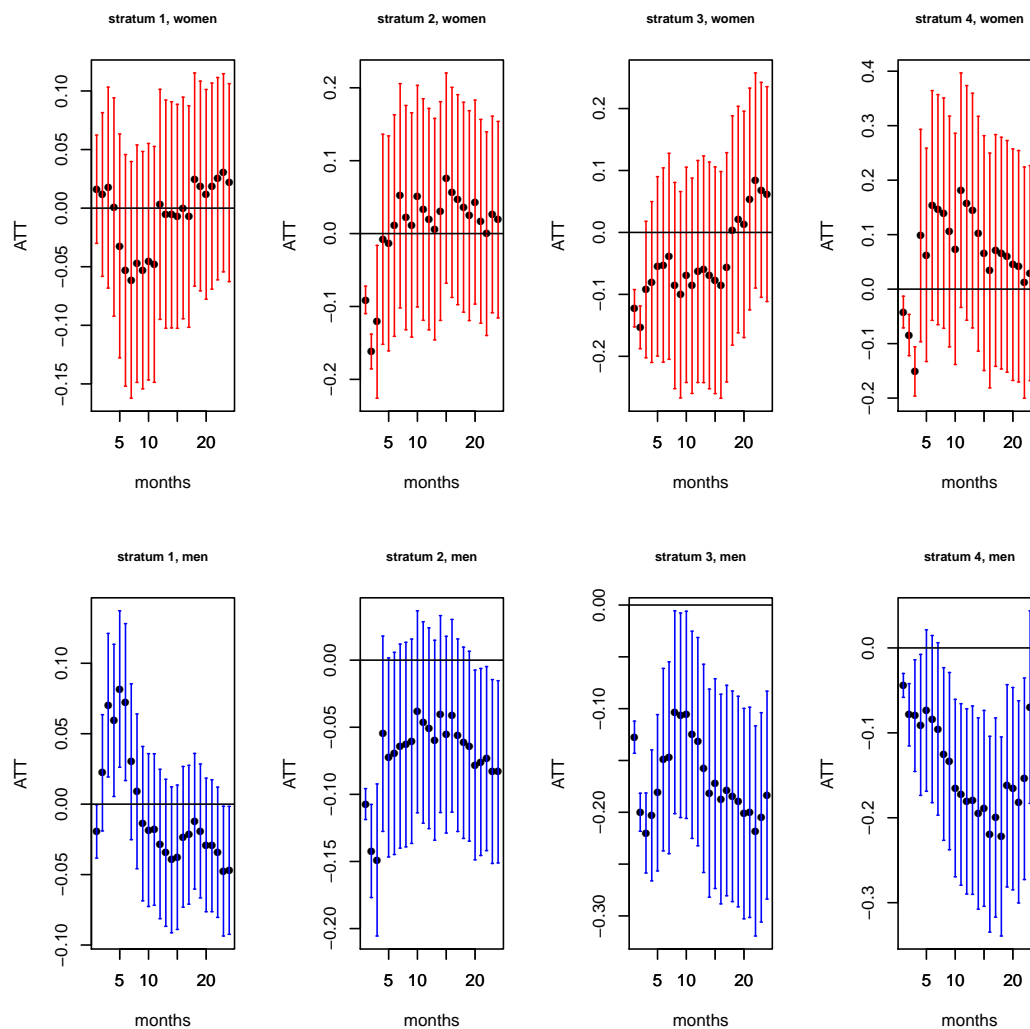 stratum 1, women
ATT
0.10
0.05
0.00
−0.05
−0.10
−0.15
5 10 20
months
stratum 2, women
ATT
0.2
0.1
0.0
−0.1
−0.2
5 10 20
months
stratum 3, women
ATT
0.2
0.1
0.0
−0.1
−0.2
5 10 20
months
stratum 4, women
ATT
0.4
0.3
0.2
0.1
0.0
−0.1
−0.2
5 10 20
months
stratum 1, men
ATT
0.10
0.05
0.00
−0.05
−0.10
5 10 20
months
stratum 2, men
ATT
0.00
−0.05
−0.10
−0.15
−0.20
5 10 20
months
stratum 3, men
ATT
0.00
−0.10
−0.20
−0.30
5 10 20
months
stratum 4, men
ATT
0.0
−0.1
−0.2
−0.3
5 10 20
months